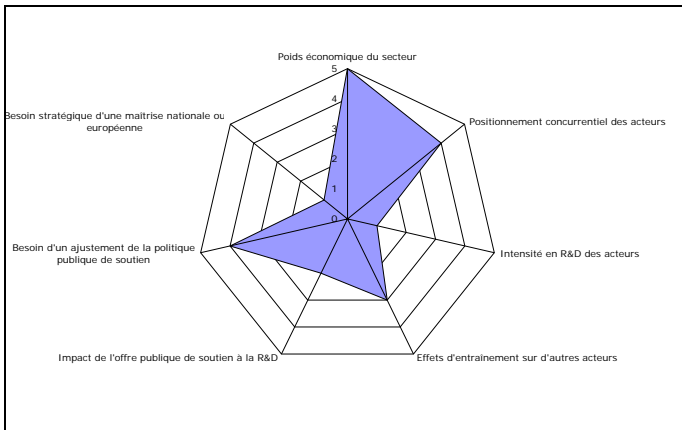 Poids économique du secteur
5
4
3
2
1
0
Positionnement concurrentiel des acteurs
Intensité en R&D des acteurs
Effets d'entraînement sur d'autres acteurs
Impact de l'offre publique de soutien à la R&D
Besoin d'un ajustement de la politique
publique de soutien
Besoin stratégique d'une maîtrise nationale ou
européenne